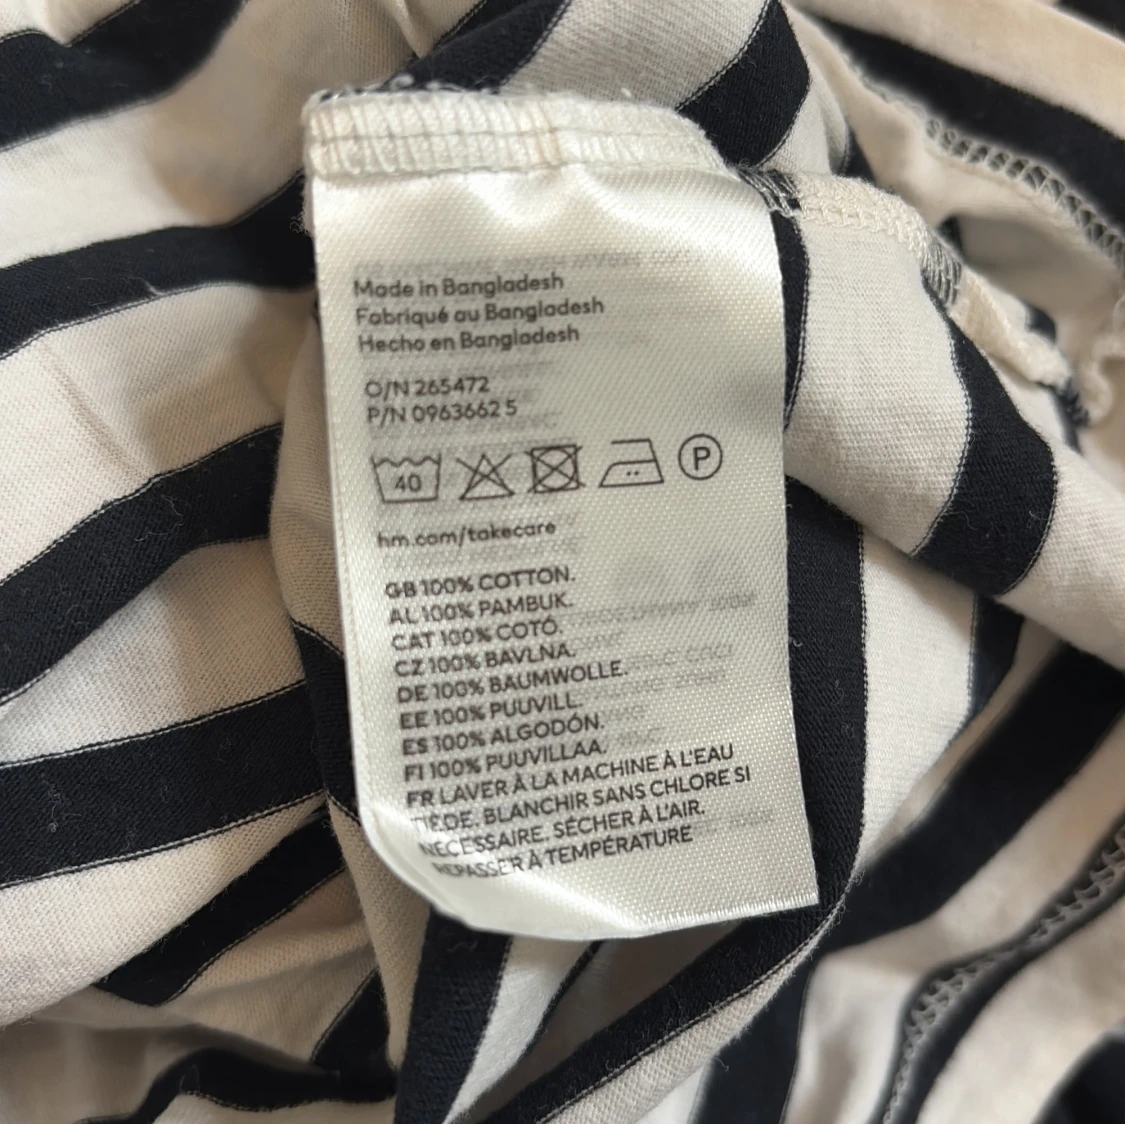 Made in Bangladesh
Fabriqué au Bangladesh
Hecho en Bangladesh
O/N 265472
P/N 0963662 5
40 P
hm.com/takecare
GB 100% COTTON.
AL 100% PAMBUK.
CAT 100% COTÓ.
CZ 100% BAVLNA.
DE 100% BAUMWOLLE.
EE 100% PUUVILL.
ES 100% ALGODÓN.
FI 100% PUUVILLAA.
FR LAVER À LA MACHINE À L'EAU
TIÈDE. BLANCHIR SANS CHLORE SI
NÉCESSAIRE. SÉCHER À L'AIR.
REPASSER À TEMPÉRATURE